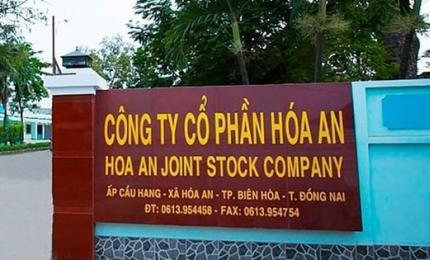 CÔNG TY CỔ PHẦN HÓA AN
HOA AN JOINT STOCK COMPANY
ẤP CẦU HANG - XÃ HÓA AN - TP. BIÊN HÒA - T. ĐỒNG NAI
ĐT: 0613.954458 - FAX: 0613.954754